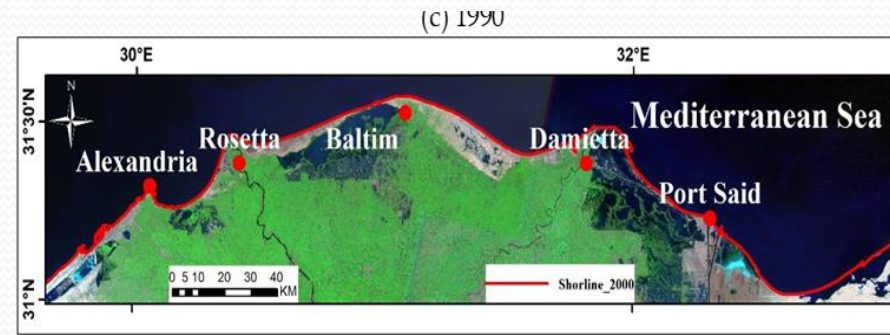 (c) 1990
30°E 32°E
31°30'N
31°N
N
Mediterranean Sea
Rosetta Baltim Damietta
Alexandria
Port Said
0 5 10 20 30 40
KM
Shorline_2000